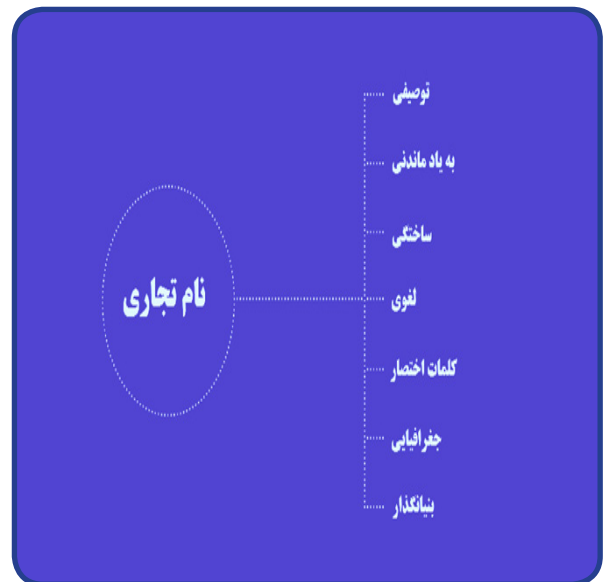 نام تجاری
توصیفی
به یاد ماندنی
ساختگی
لغوی
کلمات اختصار
جغرافیایی
بنیانگذار